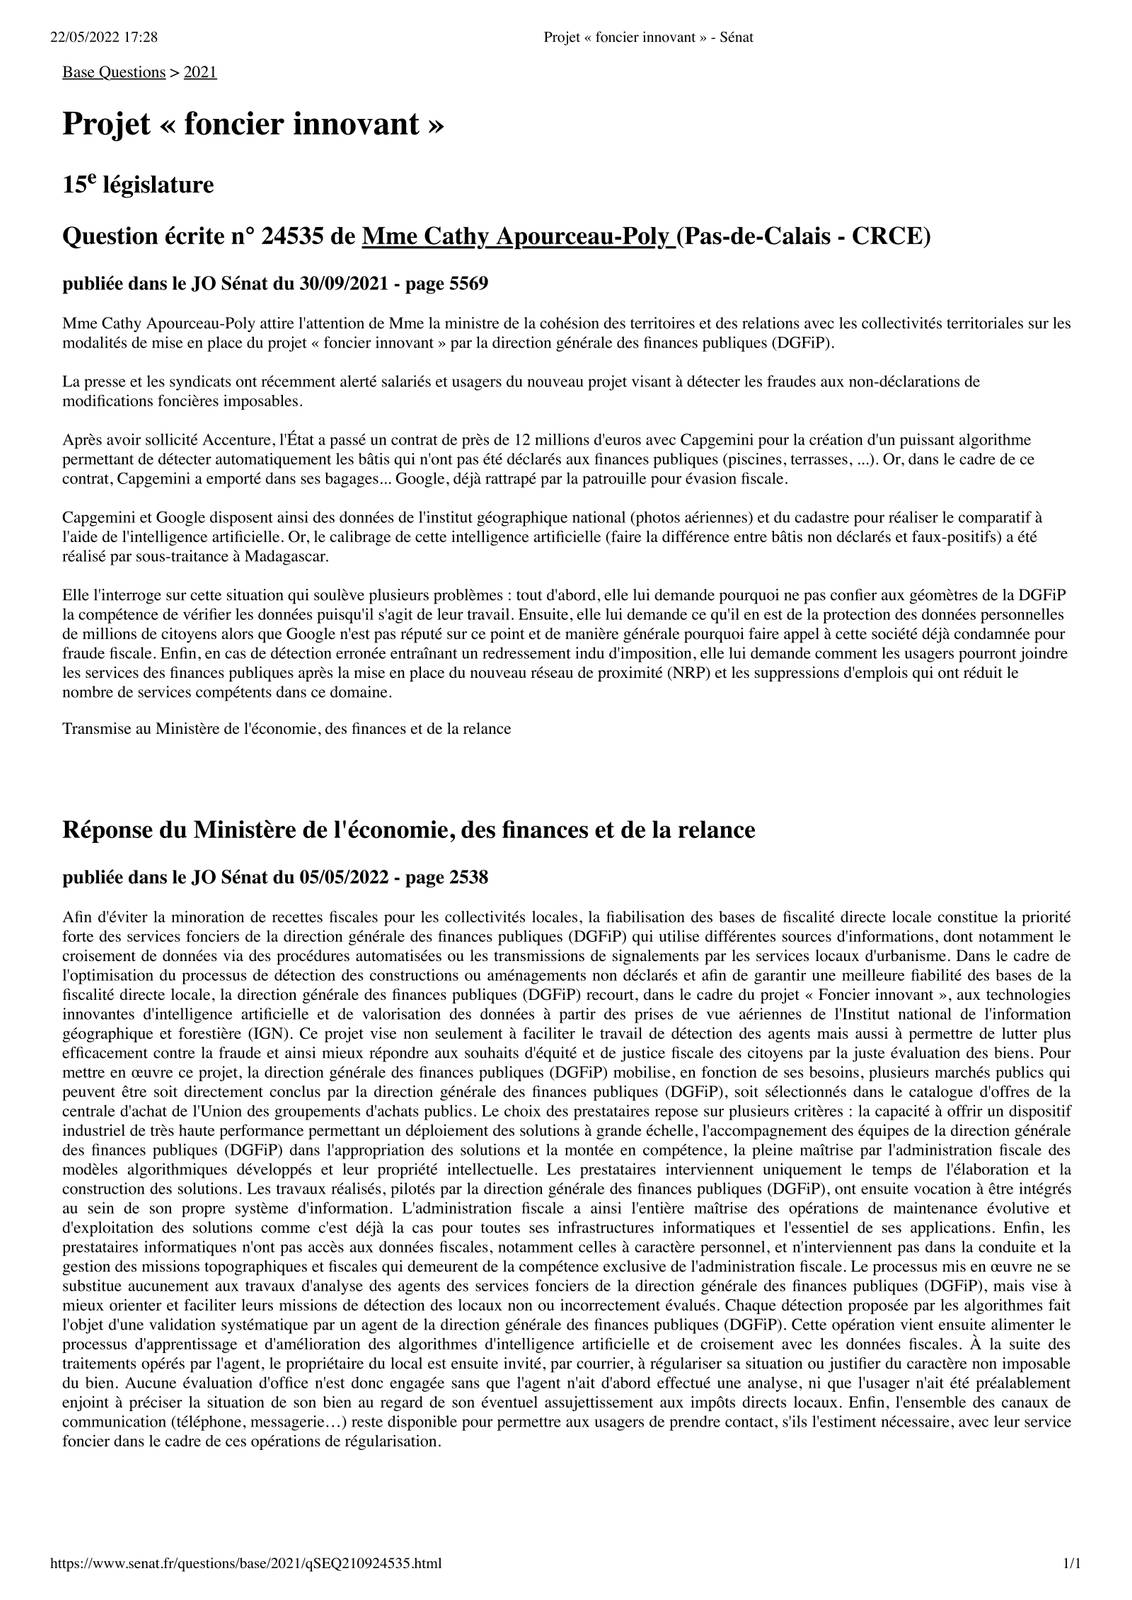 22/05/2022 17:28
Projet « foncier innovant » - Sénat
Base Questions > 2021
Projet « foncier innovant »
15e législature
Question écrite n° 24535 de Mme Cathy Apourceau-Poly (Pas-de-Calais - CRCE)
publiée dans le JO Sénat du 30/09/2021 - page 5569
Mme Cathy Apourceau-Poly attire l'attention de Mme la ministre de la cohésion des territoires et des relations avec les collectivités territoriales sur les
modalités de mise en place du projet « foncier innovant » par la direction générale des finances publiques (DGFiP).
La presse et les syndicats ont récemment alerté salariés et usagers du nouveau projet visant à détecter les fraudes aux non-déclarations de
modifications foncières imposables.
Après avoir sollicité Accenture, l'État a passé un contrat de près de 12 millions d'euros avec Capgemini pour la création d'un puissant algorithme
permettant de détecter automatiquement les bâtis qui n'ont pas été déclarés aux finances publiques (piscines, terrasses, ...). Or, dans le cadre de ce
contrat, Capgemini a emporté dans ses bagages... Google, déjà rattrapé par la patrouille pour évasion fiscale.
Capgemini et Google disposent ainsi des données de l'institut géographique national (photos aériennes) et du cadastre pour réaliser le comparatif à
l'aide de l'intelligence artificielle. Or, le calibrage de cette intelligence artificielle (faire la différence entre bâtis non déclarés et faux-positifs) a été
réalisé par sous-traitance à Madagascar.
Elle l'interroge sur cette situation qui soulève plusieurs problèmes : tout d'abord, elle lui demande pourquoi ne pas confier aux géomètres de la DGFiP
la compétence de vérifier les données puisqu'il s'agit de leur travail. Ensuite, elle lui demande ce qu'il en est de la protection des données personnelles
de millions de citoyens alors que Google n'est pas réputé sur ce point et de manière générale pourquoi faire appel à cette société déjà condamnée pour
fraude fiscale. Enfin, en cas de détection erronée entraînant un redressement indu d'imposition, elle lui demande comment les usagers pourront joindre
les services des finances publiques après la mise en place du nouveau réseau de proximité (NRP) et les suppressions d'emplois qui ont réduit le
nombre de services compétents dans ce domaine.
Transmise au Ministère de l'économie, des finances et de la relance
Réponse du Ministère de l'économie, des finances et de la relance
publiée dans le JO Sénat du 05/05/2022 - page 2538
Afin d'éviter la minoration de recettes fiscales pour les collectivités locales, la fiabilisation des bases de fiscalité directe locale constitue la priorité
forte des services fonciers de la direction générale des finances publiques (DGFiP) qui utilise différentes sources d'informations, dont notamment le
croisement de données via des procédures automatisées ou les transmissions de signalements par les services locaux d'urbanisme. Dans le cadre de
l'optimisation du processus de détection des constructions ou aménagements non déclarés et afin de garantir une meilleure fiabilité des bases de la
fiscalité directe locale, la direction générale des finances publiques (DGFiP) recourt, dans le cadre du projet « Foncier innovant », aux technologies
innovantes d'intelligence artificielle et de valorisation des données à partir des prises de vue aériennes de l'Institut national de l'information
géographique et forestière (IGN). Ce projet vise non seulement à faciliter le travail de détection des agents mais aussi à permettre de lutter plus
efficacement contre la fraude et ainsi mieux répondre aux souhaits d'équité et de justice fiscale des citoyens par la juste évaluation des biens. Pour
mettre en œuvre ce projet, la direction générale des finances publiques (DGFiP) mobilise, en fonction de ses besoins, plusieurs marchés publics qui
peuvent être soit directement conclus par la direction générale des finances publiques (DGFiP), soit sélectionnés dans le catalogue d'offres de la
centrale d'achat de l'Union des groupements d'achats publics. Le choix des prestataires repose sur plusieurs critères : la capacité à offrir un dispositif
industriel de très haute performance permettant un déploiement des solutions à grande échelle, l'accompagnement des équipes de la direction générale
des finances publiques (DGFiP) dans l'appropriation des solutions et la montée en compétence, la pleine maîtrise par l'administration fiscale des
modèles algorithmiques développés et leur propriété intellectuelle. Les prestataires interviennent uniquement le temps de l'élaboration et la
construction des solutions. Les travaux réalisés, pilotés par la direction générale des finances publiques (DGFiP), ont ensuite vocation à être intégrés
au sein de son propre système d'information. L'administration fiscale a ainsi l'entière maîtrise des opérations de maintenance évolutive et
d'exploitation des solutions comme c'est déjà la cas pour toutes ses infrastructures informatiques et l'essentiel de ses applications. Enfin, les
prestataires informatiques n'ont pas accès aux données fiscales, notamment celles à caractère personnel, et n'interviennent pas dans la conduite et la
gestion des missions topographiques et fiscales qui demeurent de la compétence exclusive de l'administration fiscale. Le processus mis en œuvre ne se
substitue aucunement aux travaux d'analyse des agents des services fonciers de la direction générale des finances publiques (DGFiP), mais vise à
mieux orienter et faciliter leurs missions de détection des locaux non ou incorrectement évalués. Chaque détection proposée par les algorithmes fait
l'objet d'une validation systématique par un agent de la direction générale des finances publiques (DGFiP). Cette opération vient ensuite alimenter le
processus d'apprentissage et d'amélioration des algorithmes d'intelligence artificielle et de croisement avec les données fiscales. À la suite des
traitements opérés par l'agent, le propriétaire du local est ensuite invité, par courrier, à régulariser sa situation ou justifier du caractère non imposable
du bien. Aucune évaluation d'office n'est donc engagée sans que l'agent n'ait d'abord effectué une analyse, ni que l'usager n'ait été préalablement
enjoint à préciser la situation de son bien au regard de son éventuel assujettissement aux impôts directs locaux. Enfin, l'ensemble des canaux de
communication (téléphone, messagerie…) reste disponible pour permettre aux usagers de prendre contact, s'ils l'estiment nécessaire, avec leur service
foncier dans le cadre de ces opérations de régularisation.
https://www.senat.fr/questions/base/2021/qSEQ210924535.html
1/1